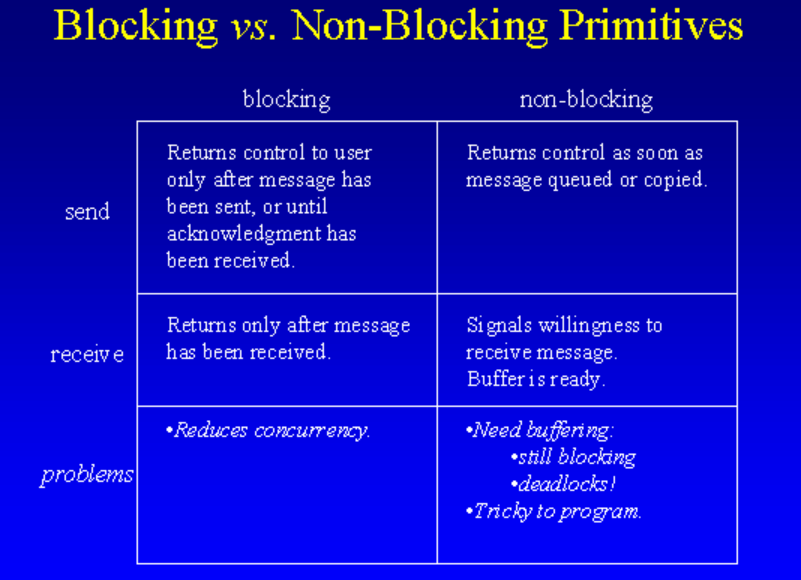 Blocking vs. Non-Blocking Primitives
blocking
non-blocking
send
Returns control to user
only after message has
been sent, or until
acknowledgment has
been received.
Returns control as soon as
message queued or copied.
receive
Returns only after message
has been received.
Signals willingness to
receive message.
Buffer is ready.
problems
•Reduces concurrency.
•Need buffering:
•still blocking
•deadlocks!
•Tricky to program.